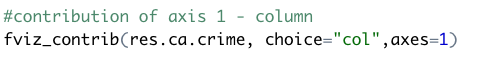 #contribution of axis 1 - column
fviz_contrib(res.ca.crime, choice="col",axes=1)